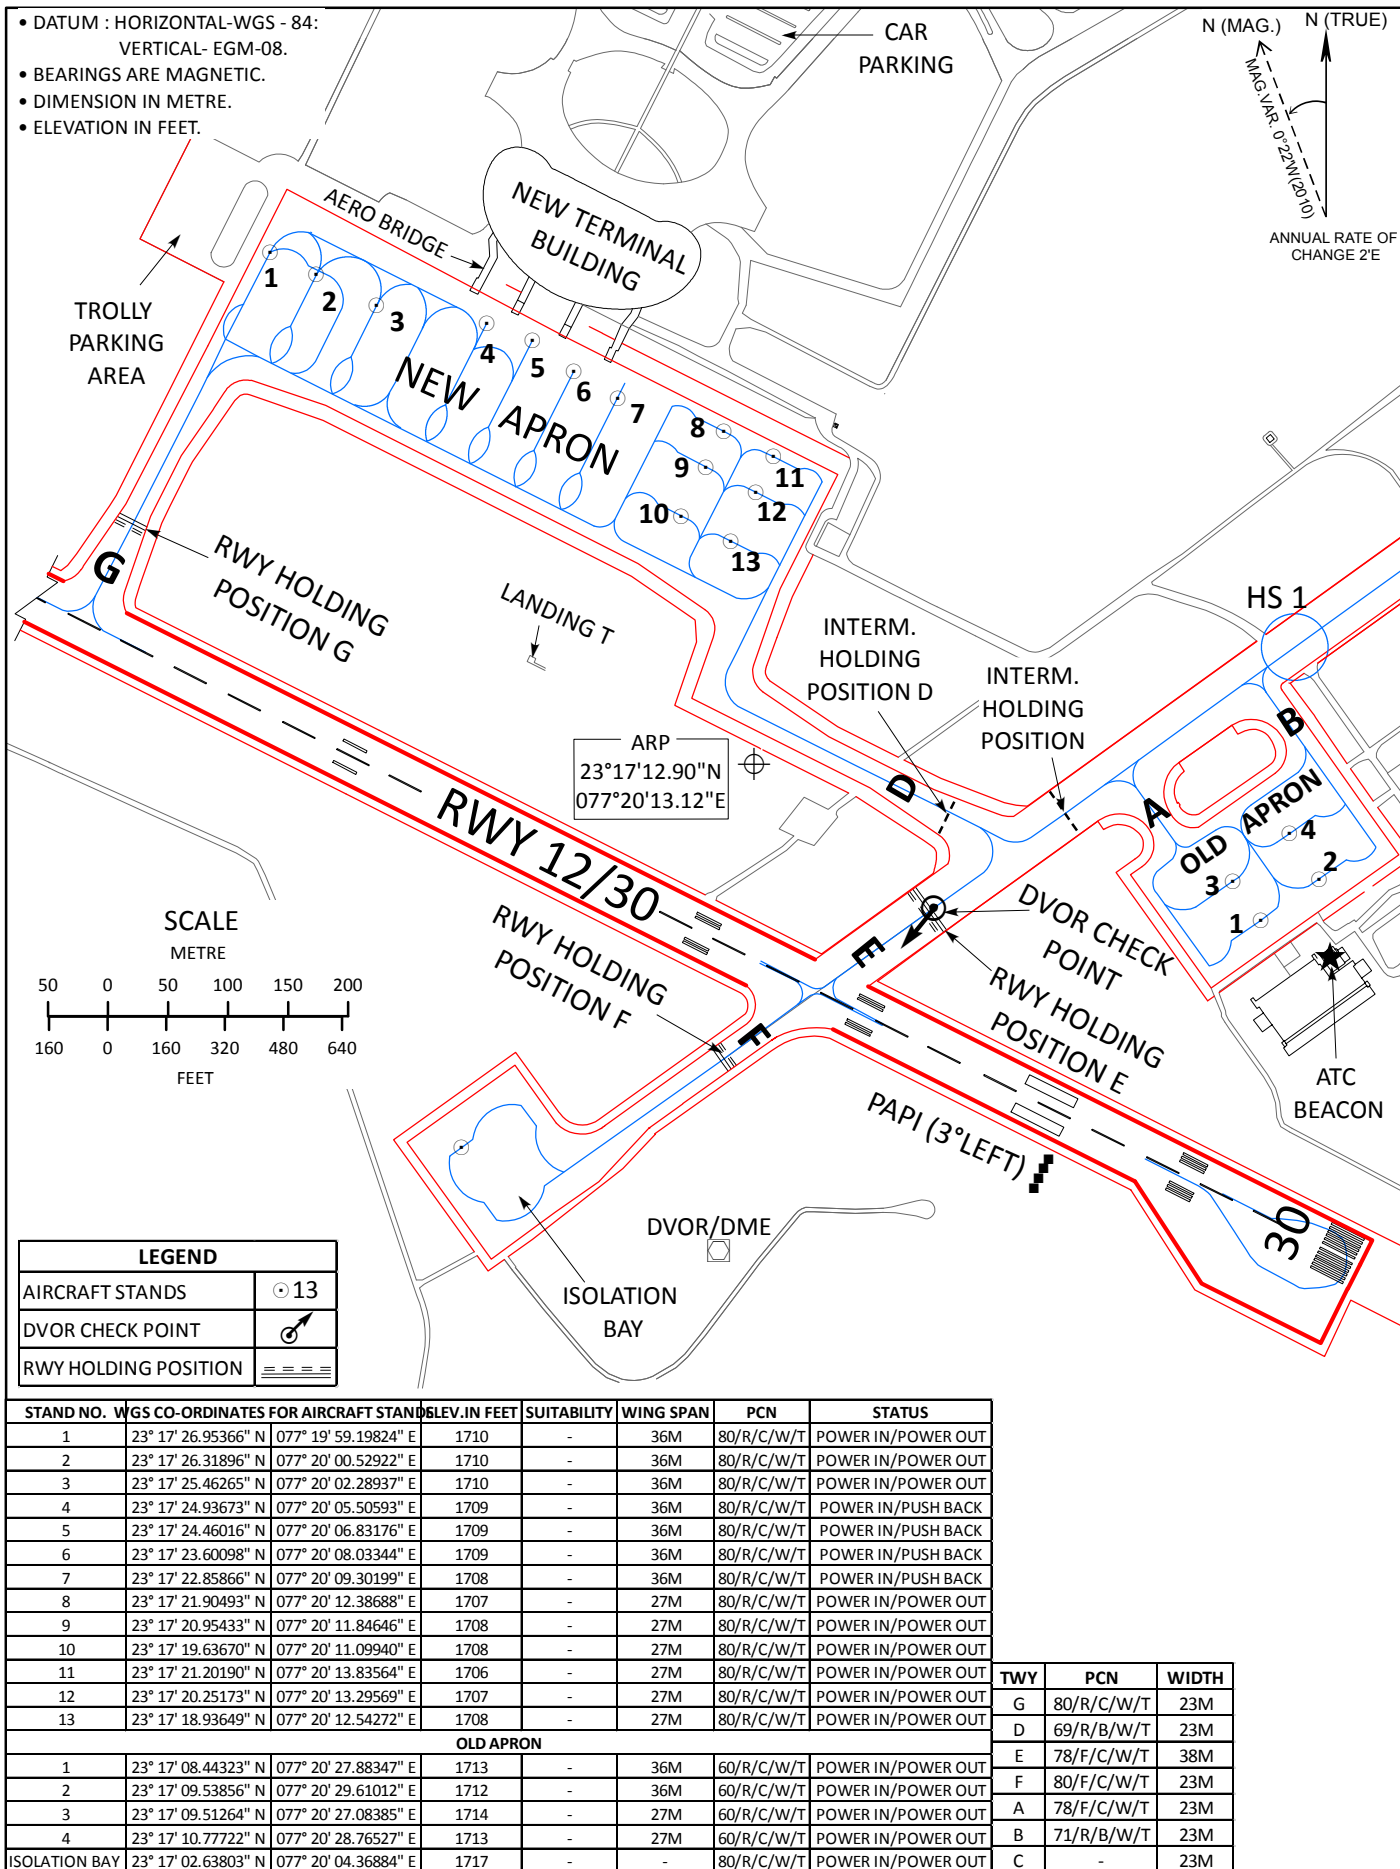 • DATUM : HORIZONTAL-WGS - 84:
VERTICAL- EGM-08.
• BEARINGS ARE MAGNETIC.
• DIMENSION IN METRE.
• ELEVATION IN FEET.
CAR
PARKING
N (MAG.)
N (TRUE)
MAG.VAR. 0°22'W(2010)
ANNUAL RATE OF
CHANGE 2'E
AERO BRIDGE
NEW TERMINAL
BUILDING
TROLLY
PARKING
AREA
1
2
3
4
5
6
7
8
9
10
11
12
13
NEW APRON
G
RWY HOLDING
POSITION G
LANDING T
HS 1
INTERM.
HOLDING
POSITION D
INTERM.
HOLDING
POSITION
ARP
23°17'12.90"N
077°20'13.12"E
D
A
B
OLD APRON
4
2
3
1
RWY 12/30
SCALE
METRE
50 0 50 100 150 200
160 0 160 320 480 640
FEET
RWY HOLDING
POSITION F
E
F
DVOR CHECK
POINT
RWY HOLDING
POSITION E
ATC
BEACON
PAPI (3°LEFT)
30
DVOR/DME
ISOLATION
BAY
LEGEND
AIRCRAFT STANDS 13
DVOR CHECK POINT
RWY HOLDING POSITION
STAND NO. WGS CO-ORDINATES FOR AIRCRAFT STANDS ELEV.IN FEET SUITABILITY WING SPAN PCN STATUS
1 23° 17' 26.95366" N 077° 19' 59.19824" E 1710 - 36M 80/R/C/W/T POWER IN/POWER OUT
2 23° 17' 26.31896" N 077° 20' 00.52922" E 1710 - 36M 80/R/C/W/T POWER IN/POWER OUT
3 23° 17' 25.46265" N 077° 20' 02.28937" E 1710 - 36M 80/R/C/W/T POWER IN/POWER OUT
4 23° 17' 24.93673" N 077° 20' 05.50593" E 1709 - 36M 80/R/C/W/T POWER IN/PUSH BACK
5 23° 17' 24.46016" N 077° 20' 06.83176" E 1709 - 36M 80/R/C/W/T POWER IN/PUSH BACK
6 23° 17' 23.60098" N 077° 20' 08.03344" E 1709 - 36M 80/R/C/W/T POWER IN/PUSH BACK
7 23° 17' 22.85866" N 077° 20' 09.30199" E 1708 - 36M 80/R/C/W/T POWER IN/PUSH BACK
8 23° 17' 21.90493" N 077° 20' 12.38688" E 1707 - 27M 80/R/C/W/T POWER IN/POWER OUT
9 23° 17' 20.95433" N 077° 20' 11.84646" E 1708 - 27M 80/R/C/W/T POWER IN/POWER OUT
10 23° 17' 19.63670" N 077° 20' 11.09940" E 1708 - 27M 80/R/C/W/T POWER IN/POWER OUT
11 23° 17' 21.20190" N 077° 20' 13.83564" E 1706 - 27M 80/R/C/W/T POWER IN/POWER OUT
12 23° 17' 20.25173" N 077° 20' 13.29569" E 1707 - 27M 80/R/C/W/T POWER IN/POWER OUT
13 23° 17' 18.93649" N 077° 20' 12.54272" E 1708 - 27M 80/R/C/W/T POWER IN/POWER OUT
OLD APRON
1 23° 17' 08.44323" N 077° 20' 27.88347" E 1713 - 36M 60/R/C/W/T POWER IN/POWER OUT
2 23° 17' 09.53856" N 077° 20' 29.61012" E 1712 - 36M 60/R/C/W/T POWER IN/POWER OUT
3 23° 17' 09.51264" N 077° 20' 27.08385" E 1714 - 27M 60/R/C/W/T POWER IN/POWER OUT
4 23° 17' 10.77722" N 077° 20' 28.76527" E 1713 - 27M 60/R/C/W/T POWER IN/POWER OUT
ISOLATION BAY 23° 17' 02.63803" N 077° 20' 04.36884" E 1717 - - 80/R/C/W/T POWER IN/POWER OUT
TWY PCN WIDTH
G 80/R/C/W/T 23M
D 69/R/B/W/T 23M
E 78/F/C/W/T 38M
F 80/F/C/W/T 23M
A 78/F/C/W/T 23M
B 71/R/B/W/T 23M
C - 23M